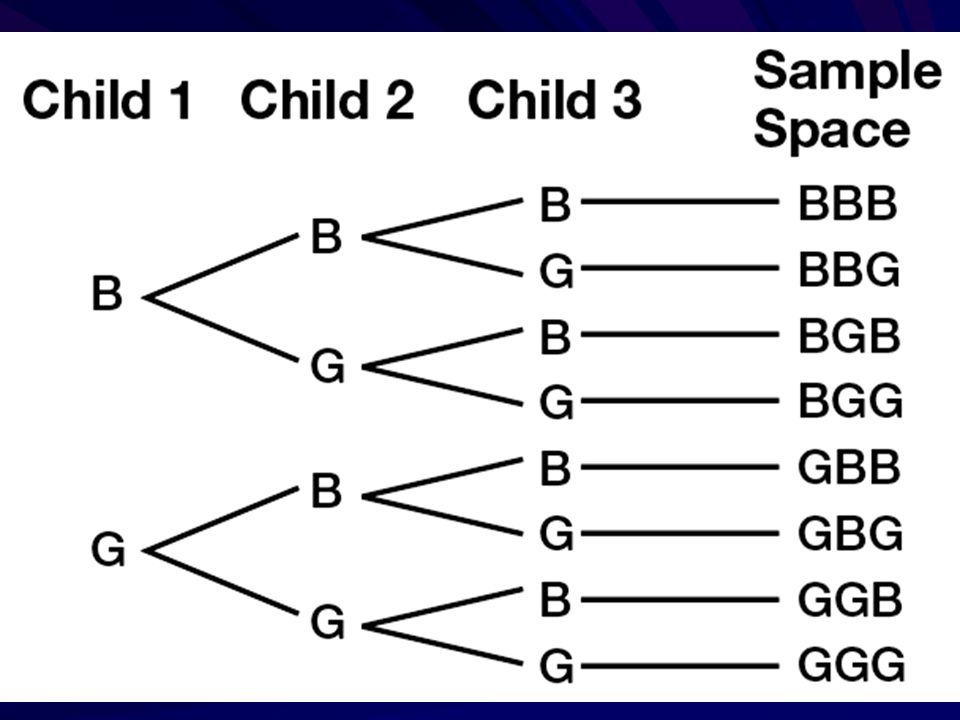 Child 1 Child 2 Child 3 Sample Space
B BBB
B
G BBG
B
B BGB
G
G BGG
B GBB
B
G GBG
G
B GGB
G
G GGG